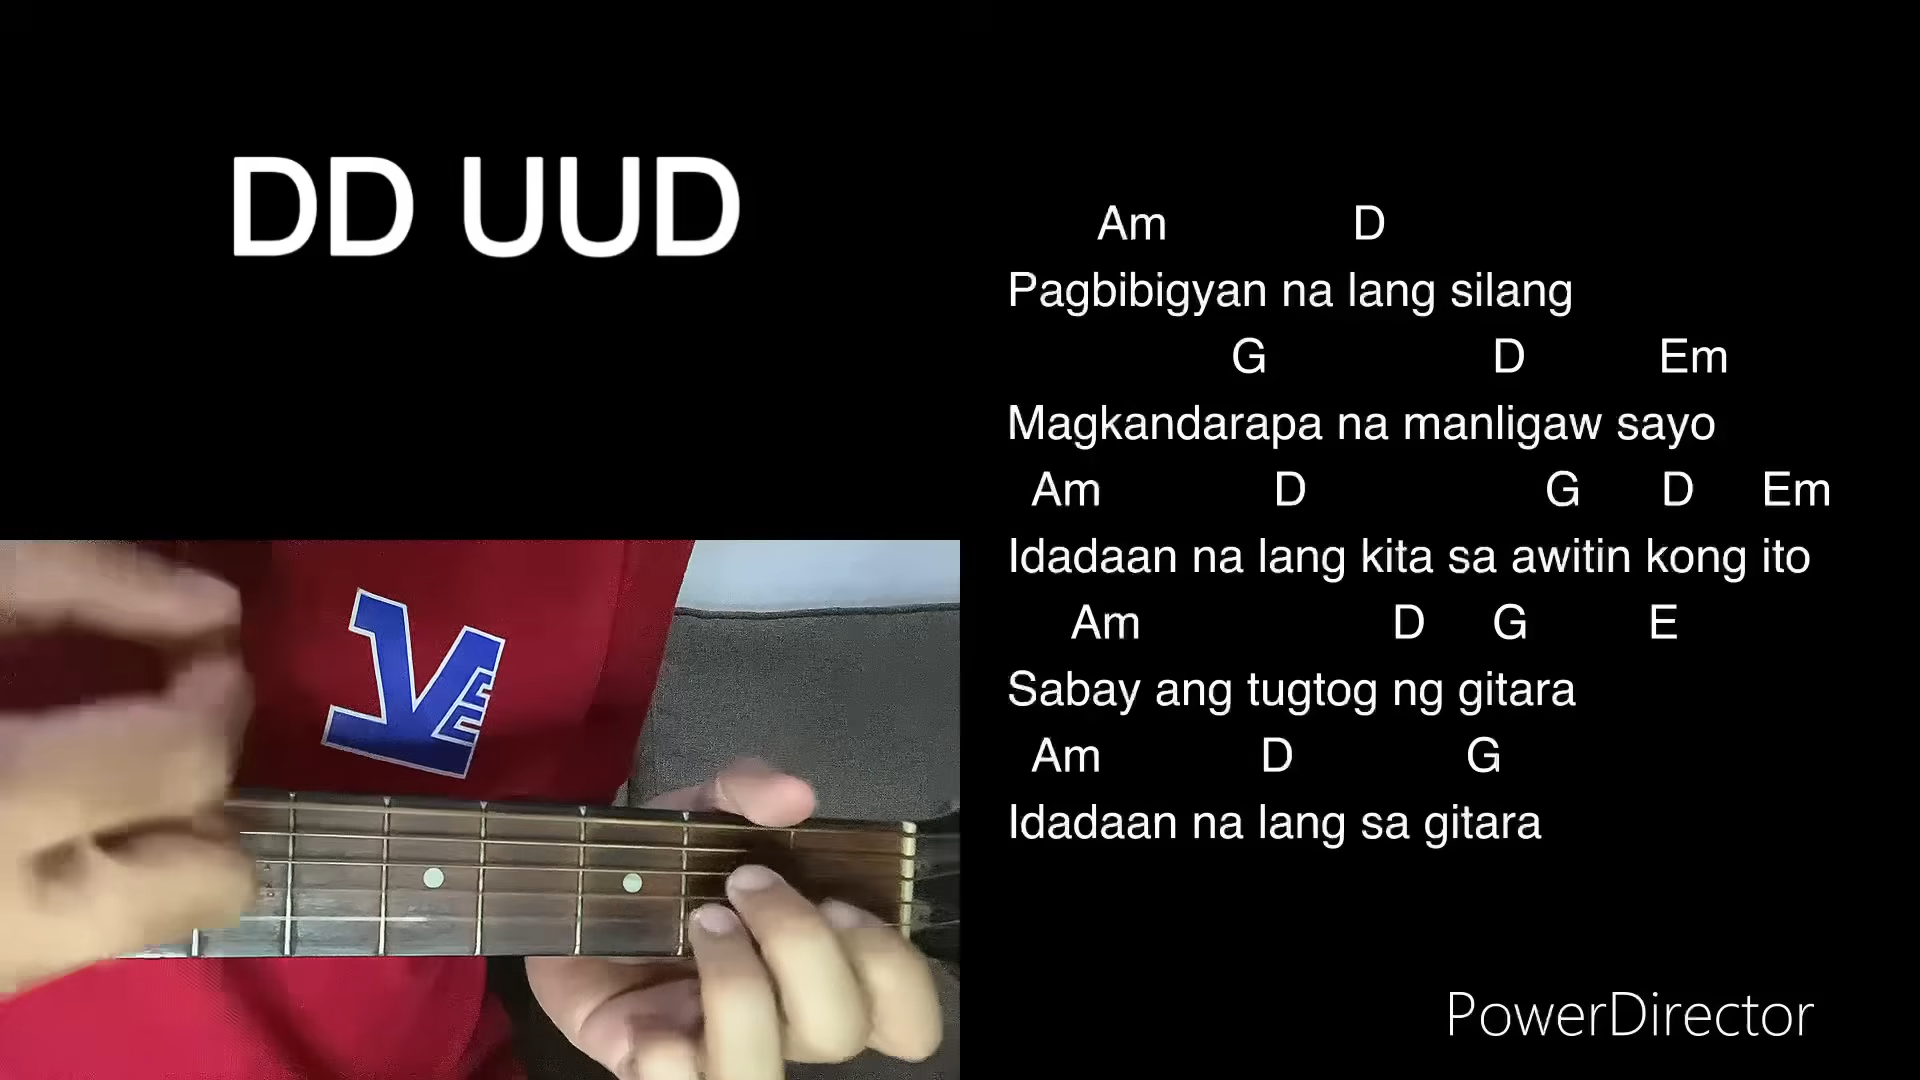 DD UUD
Am D
Pagbibigyan na lang silang
G D Em
Magkandarapa na manligaw sayo
Am D G D Em
Idadaan na lang kita sa awitin kong ito
Am D G E
Sabay ang tugtog ng gitara
Am D G
Idadaan na lang sa gitara
PowerDirector